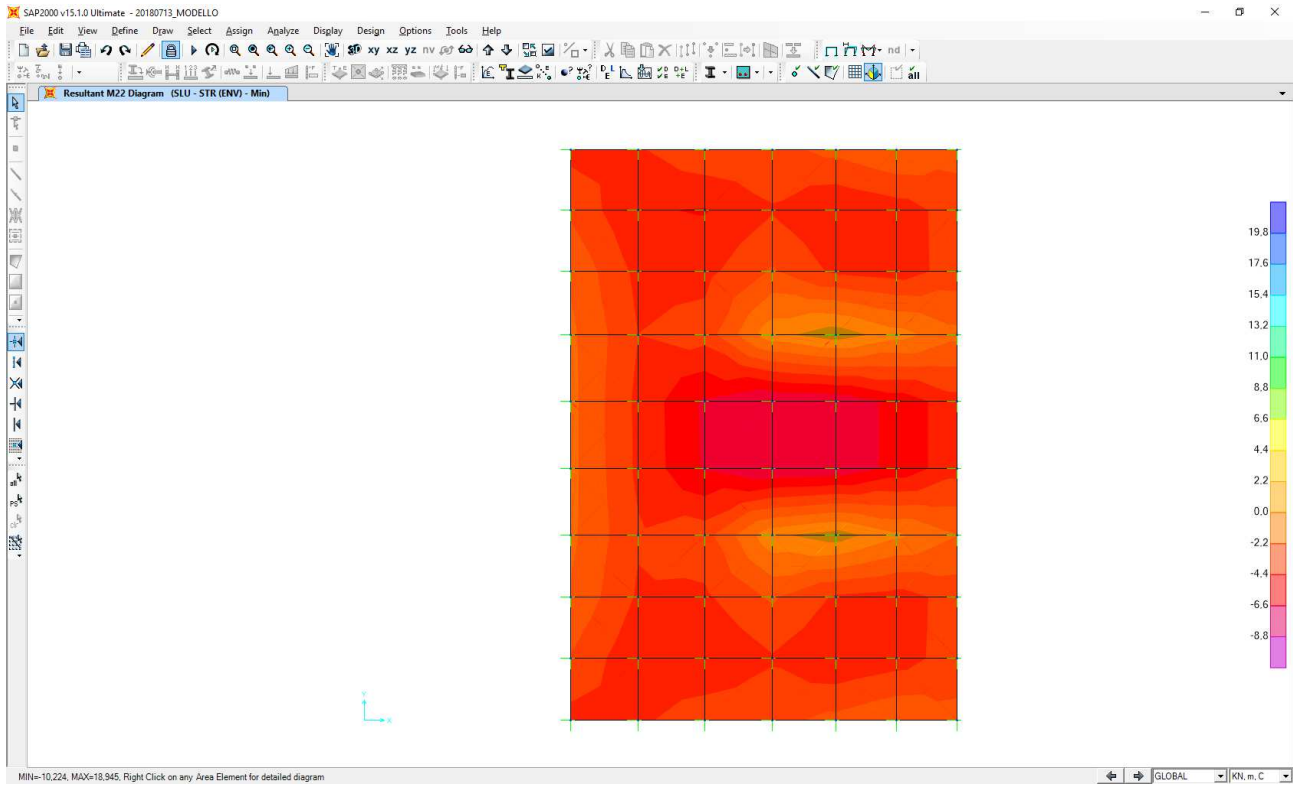 SAP2000 v15.1.0 Ultimate - 20180713_MODELLO
File Edit View Define Draw Select Assign Analyze Display Design Options Tools Help
xy xz yz nv nd
all
Resultant M22 Diagram (SLU - STR (ENV) - Min)
all
PS
clr
19,8
17,6
15,4
13,2
11,0
8,8
6,6
4,4
2,2
0,0
-2,2
-4,4
-6,6
-8,8
Y
X
MIN=-10,224, MAX=18,945, Right Click on any Area Element for detailed diagram
GLOBAL
KN, m, C